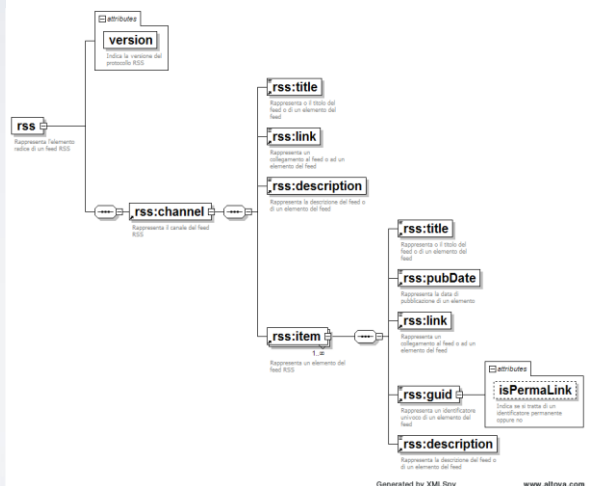 attributes
version
Indica la versione del
protocollo RSS
rss
Rappresenta l'elemento
radice di un feed RSS
rss:channel
Rappresenta il canale del feed
RSS
rss:title
Rappresenta o il titolo del
feed o di un elemento del
feed
rss:link
Rappresenta un
collegamento al feed o ad un
elemento del feed
rss:description
Rappresenta la descrizione del feed o
di un elemento del feed
rss:item
1..∞
Rappresenta un elemento del
feed RSS
rss:title
Rappresenta o il titolo del
feed o di un elemento del
feed
rss:pubDate
Rappresenta la data di
pubblicazione di un elemento
rss:link
Rappresenta un
collegamento al feed o ad un
elemento del feed
rss:guid
Rappresenta un identificatore
univoco di un elemento del
feed
attributes
isPermaLink
Indica se si tratta di un
identificatore permanente
oppure no
rss:description
Rappresenta la descrizione del feed o
di un elemento del feed
Generated by XMLSpy
www.altova.com